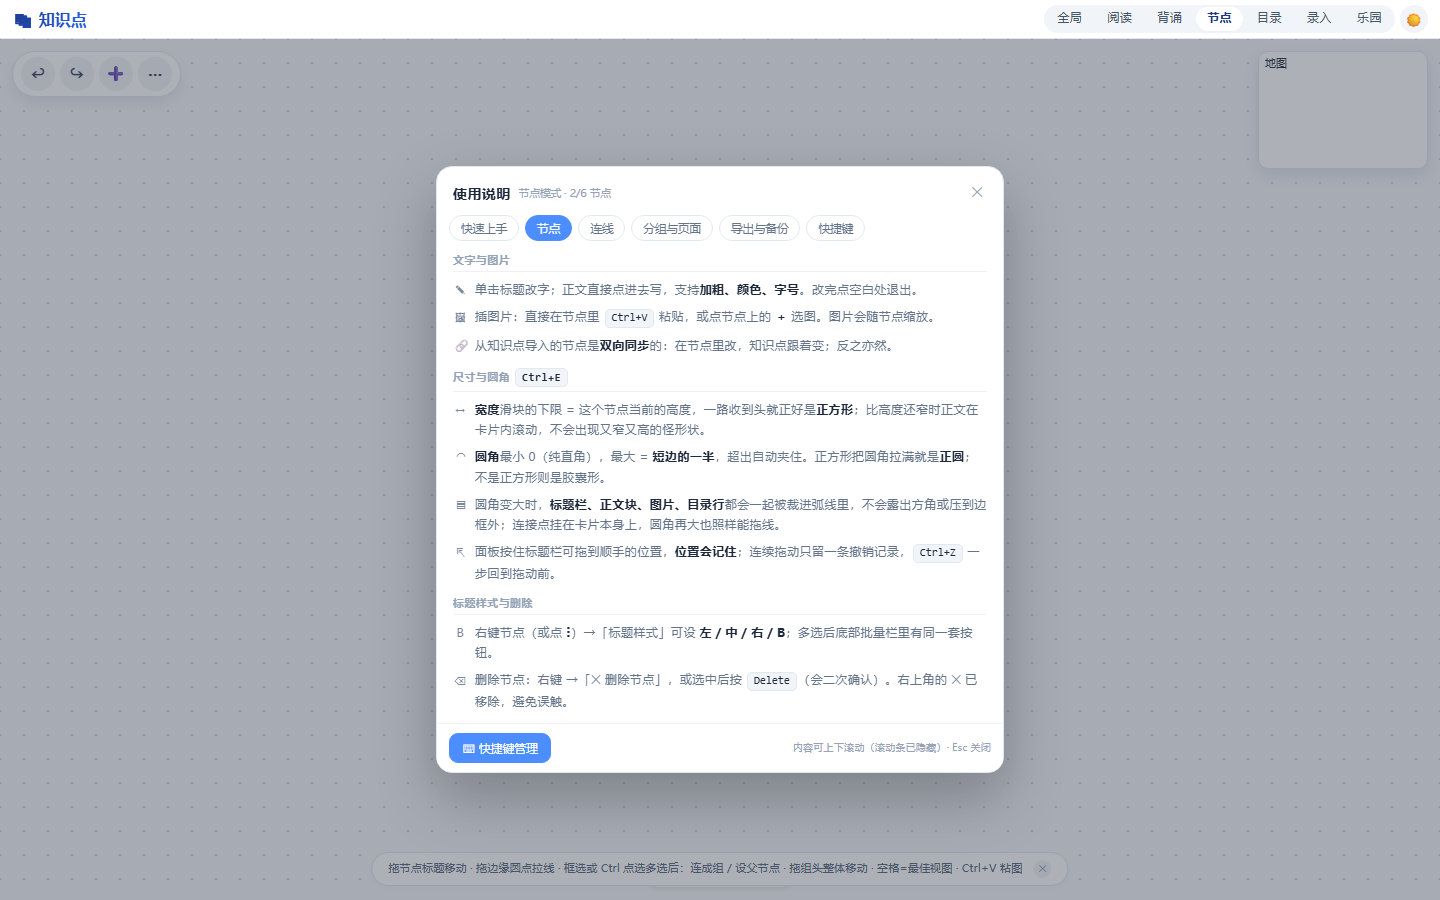 知识点
全局 阅读 背诵 节点 目录 录入 乐园
地图
使用说明 节点模式 · 2/6 节点
快速上手 节点 连线 分组与页面 导出与备份 快捷键
文字与图片
单击标题改字；正文直接点进去写，支持加粗、颜色、字号。改完点空白处退出。
插图片：直接在节点里 Ctrl+V 粘贴，或点节点上的 + 选图。图片会随节点缩放。
从知识点导入的节点是双向同步的：在节点里改，知识点跟着变；反之亦然。
尺寸与圆角 Ctrl+E
↔ 宽度滑块的下限 = 这个节点当前的高度，一路收到头就正好是正方形；比高度还窄时正文在
卡片内滚动，不会出现又窄又高的怪形状。
圆角最小 0（纯直角），最大 = 短边的一半，超出自动夹住。正方形把圆角拉满就是正圆；
不是正方形则是胶囊形。
圆角变大时，标题栏、正文块、图片、目录行都会一起被裁进弧线里，不会露出方角或压到边
框外；连接点挂在卡片本身上，圆角再大也照样能拖线。
面板按住标题栏可拖到顺手的位置，位置会记住；连续拖动只留一条撤销记录，Ctrl+Z 一
步回到拖动前。
标题样式与删除
B 右键节点（或点⋮）→「标题样式」可设 左 / 中 / 右 / B；多选后底部批量栏里有同一套按
钮。
⌫ 删除节点：右键 →「✕ 删除节点」，或选中后按 Delete（会二次确认）。右上角的 ✕ 已
移除，避免误触。
快捷键管理 内容可上下滚动（滚动条已隐藏）· Esc 关闭
拖节点标题移动 · 拖边缘圆点拉线 · 框选或 Ctrl 点选多选后：连成组 / 设父节点 · 拖组头整体移动 · 空格=最佳视图 · Ctrl+V 粘图